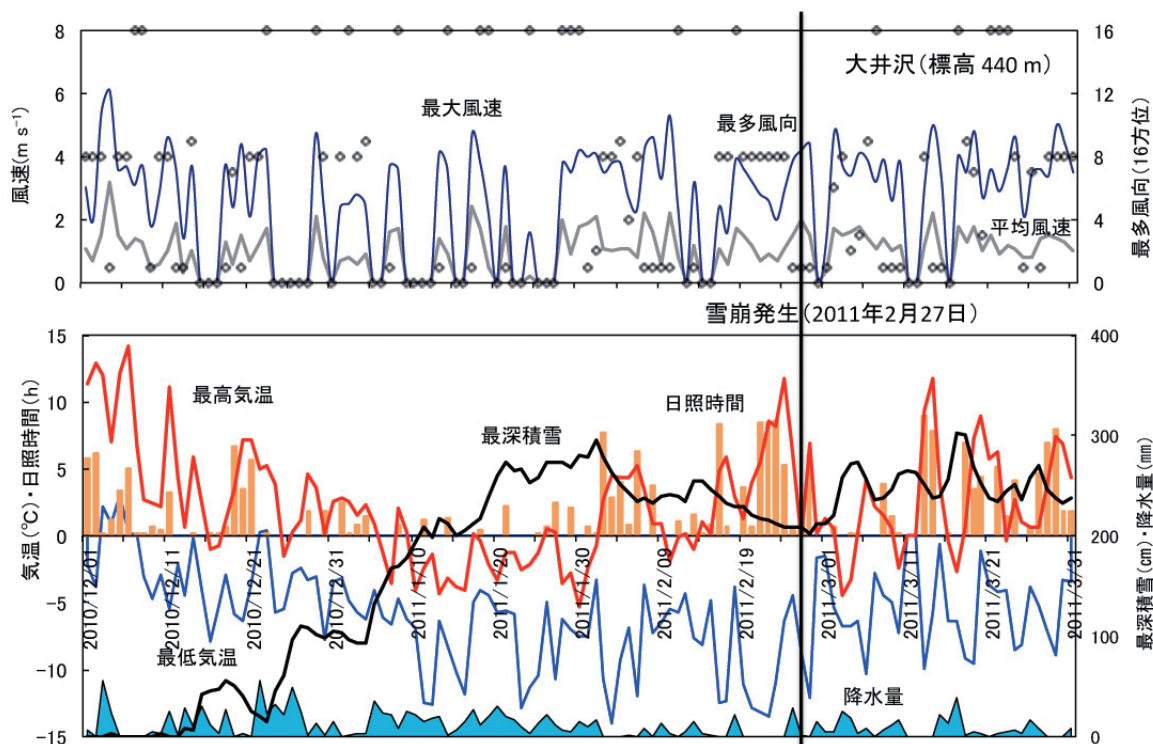 8
6
4
2
0
風速(m s⁻¹)
16
12
8
4
0
最多風向(16方位)
大井沢(標高 440 m)
最大風速
最多風向
平均風速
雪崩発生(2011年2月27日)
15
10
5
0
−5
−10
−15
気温(℃)・日照時間(h)
400
300
200
100
0
最深積雪(cm)・降水量(mm)
最高気温
日照時間
最深積雪
最低気温
降水量
2010/12/01
2010/12/11
2010/12/21
2010/12/31
2011/1/10
2011/1/20
2011/1/30
2011/2/09
2011/2/19
2011/3/01
2011/3/11
2011/3/21
2011/3/31